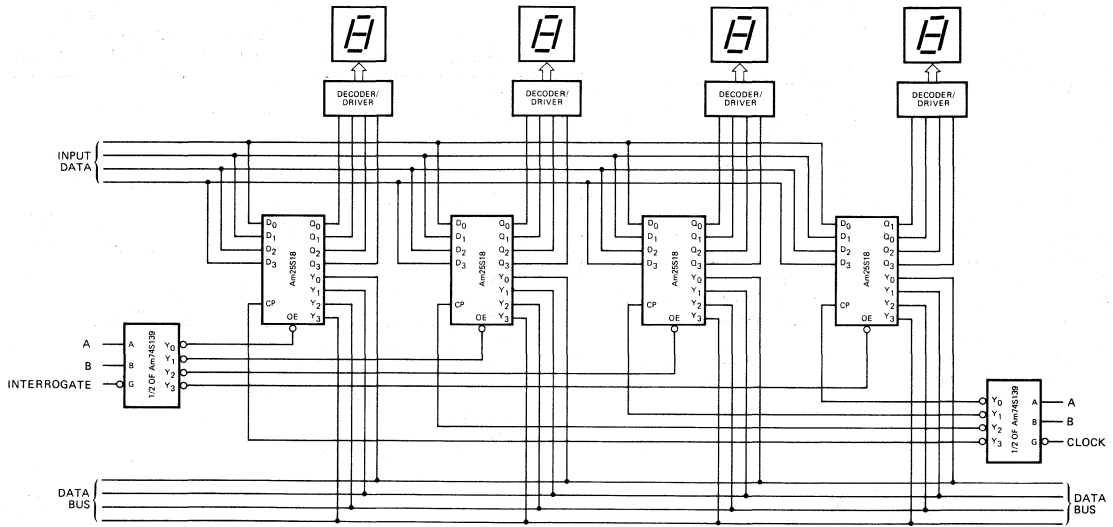 8
8
8
8
DECODER/
DRIVER
DECODER/
DRIVER
DECODER/
DRIVER
DECODER/
DRIVER
INPUT
DATA
D0
D1
D2
D3
CP
Am25S18
Q0
Q1
Q2
Q3
Y0
Y1
Y2
Y3
OE
D0
D1
D2
D3
CP
Am25S18
Q0
Q1
Q2
Q3
Y0
Y1
Y2
Y3
OE
D0
D1
D2
D3
CP
Am25S18
Q0
Q1
Q2
Q3
Y0
Y1
Y2
Y3
OE
D0
D1
D2
D3
CP
Am25S18
Q1
Q0
Q2
Q3
Y0
Y1
Y2
Y3
OE
A
B
INTERROGATE
A
B
G
1/2 OF Am74S139
Y0
Y1
Y2
Y3
Y0
Y1
Y2
Y3
1/2 OF Am74S139
A
B
G
A
B
CLOCK
DATA
BUS
DATA
BUS